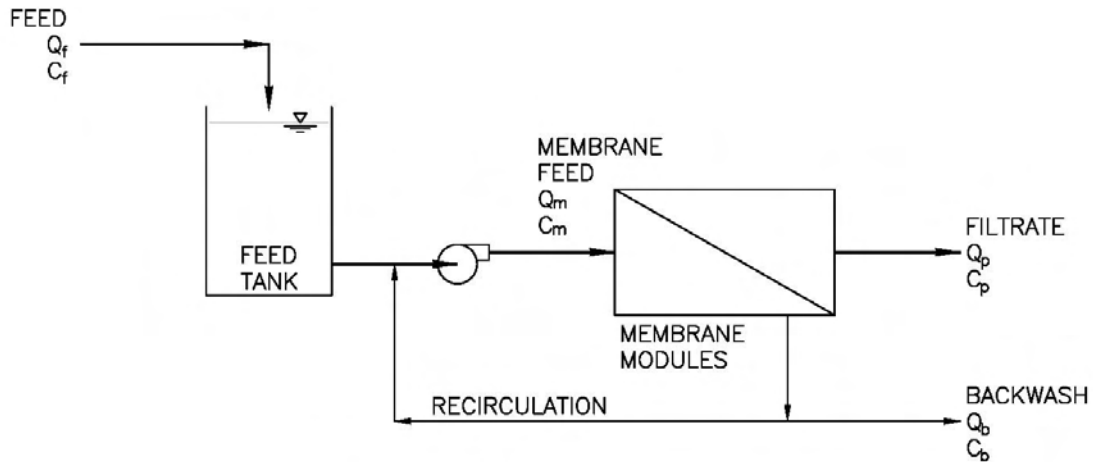 FEED
Qf
Cf
FEED
TANK
MEMBRANE
FEED
Qm
Cm
MEMBRANE
MODULES
FILTRATE
Qp
Cp
RECIRCULATION
BACKWASH
Qb
Cb